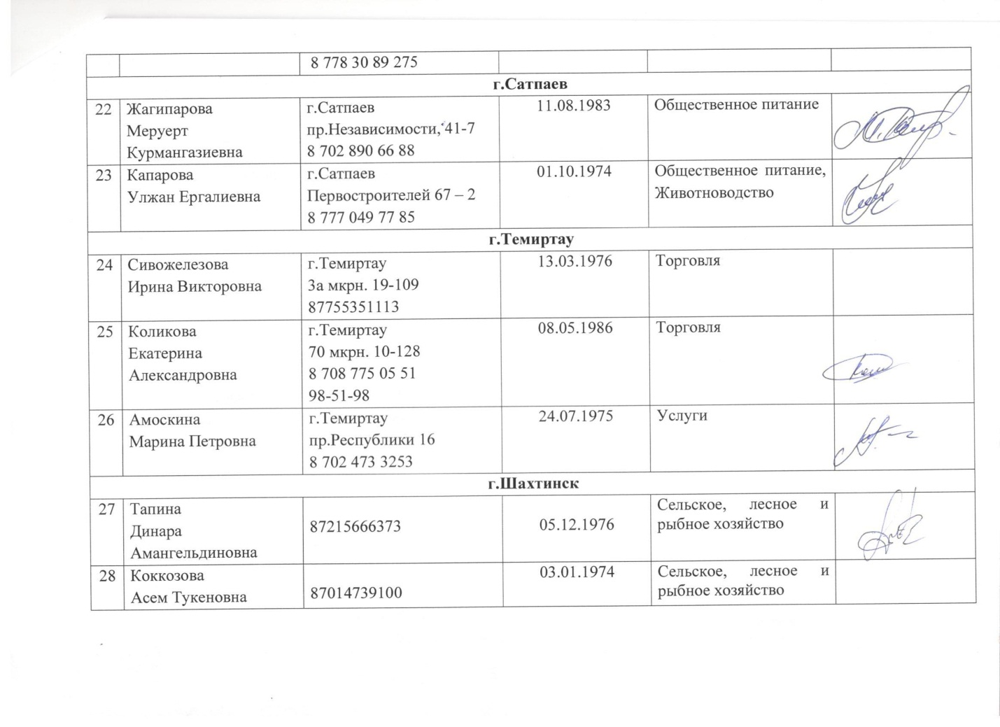 8 778 30 89 275
г.Сатпаев
22 Жагипарова г.Сатпаев 11.08.1983 Общественное питание
Меруерт пр.Независимости, 41-7
Курмангазиевна 8 702 890 66 88
23 Капарова г.Сатпаев 01.10.1974 Общественное питание,
Улжан Ергалиевна Первостроителей 67 – 2 Животноводство
8 777 049 77 85
г.Темиртау
24 Сивожелезова г.Темиртау 13.03.1976 Торговля
Ирина Викторовна 3а мкрн. 19-109
87755351113
25 Коликова г.Темиртау 08.05.1986 Торговля
Екатерина 70 мкрн. 10-128
Александровна 8 708 775 05 51
98-51-98
26 Амоскина г.Темиртау 24.07.1975 Услуги
Марина Петровна пр.Республики 16
8 702 473 3253
г.Шахтинск
27 Тапина Сельское, лесное и
Динара 87215666373 05.12.1976 рыбное хозяйство
Амангельдиновна
28 Коккозова 03.01.1974 Сельское, лесное и
Асем Тукеновна 87014739100 рыбное хозяйство